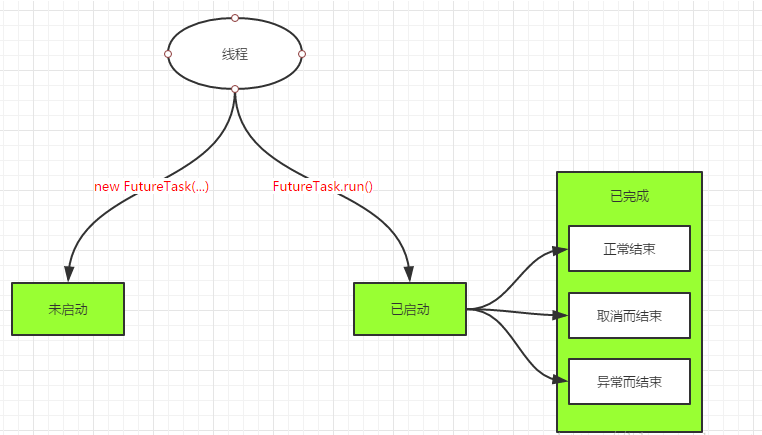 线程
new FutureTask(...)
FutureTask.run()
已完成
正常结束
未启动
已启动
取消而结束
异常而结束